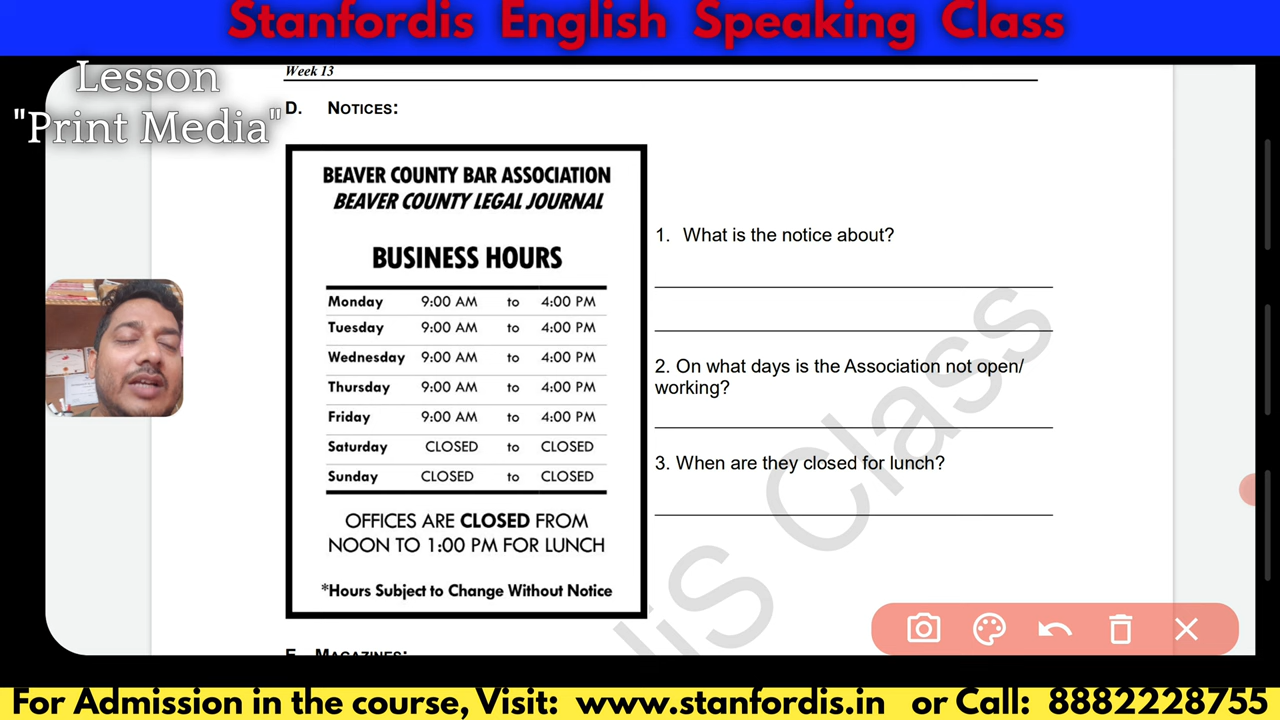 Stanfordis English Speaking Class
Lesson
"Print Media"
Week 13
D. NOTICES:
BEAVER COUNTY BAR ASSOCIATION
BEAVER COUNTY LEGAL JOURNAL
BUSINESS HOURS
Monday 9:00 AM to 4:00 PM
Tuesday 9:00 AM to 4:00 PM
Wednesday 9:00 AM to 4:00 PM
Thursday 9:00 AM to 4:00 PM
Friday 9:00 AM to 4:00 PM
Saturday CLOSED to CLOSED
Sunday CLOSED to CLOSED
OFFICES ARE CLOSED FROM
NOON TO 1:00 PM FOR LUNCH
*Hours Subject to Change Without Notice
1. What is the notice about?
2. On what days is the Association not open/
working?
3. When are they closed for lunch?
diS Class
E. MAGAZINES:
For Admission in the course, Visit: www.stanfordis.in or Call: 8882228755